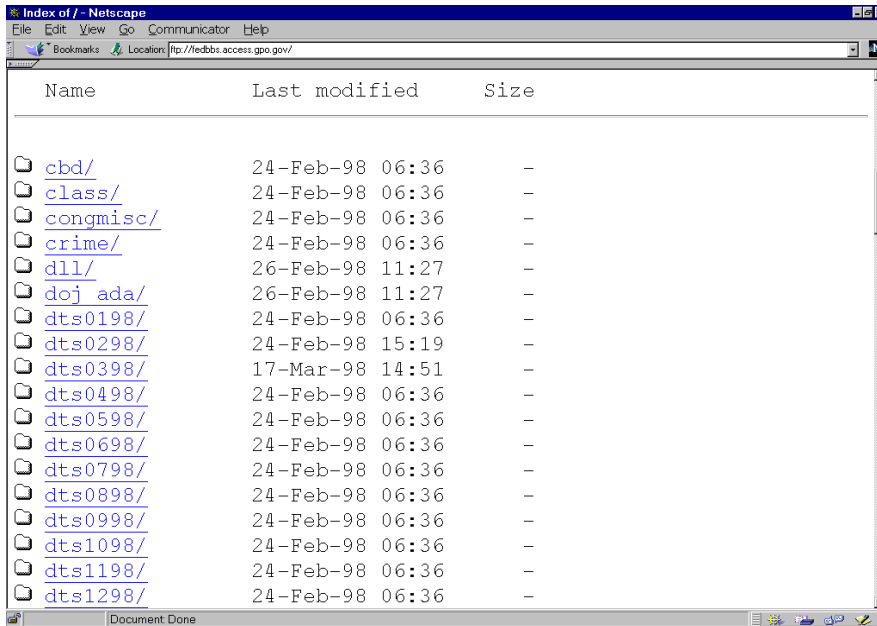 Index of / - Netscape
File Edit View Go Communicator Help
Bookmarks Location: ftp://fedbbs.access.gpo.gov/
Name Last modified Size
cbd/ 24-Feb-98 06:36 -
class/ 24-Feb-98 06:36 -
congmisc/ 24-Feb-98 06:36 -
crime/ 24-Feb-98 06:36 -
dll/ 26-Feb-98 11:27 -
doj_ada/ 26-Feb-98 11:27 -
dts0198/ 24-Feb-98 06:36 -
dts0298/ 24-Feb-98 15:19 -
dts0398/ 17-Mar-98 14:51 -
dts0498/ 24-Feb-98 06:36 -
dts0598/ 24-Feb-98 06:36 -
dts0698/ 24-Feb-98 06:36 -
dts0798/ 24-Feb-98 06:36 -
dts0898/ 24-Feb-98 06:36 -
dts0998/ 24-Feb-98 06:36 -
dts1098/ 24-Feb-98 06:36 -
dts1198/ 24-Feb-98 06:36 -
dts1298/ 24-Feb-98 06:36 -
Document: Done